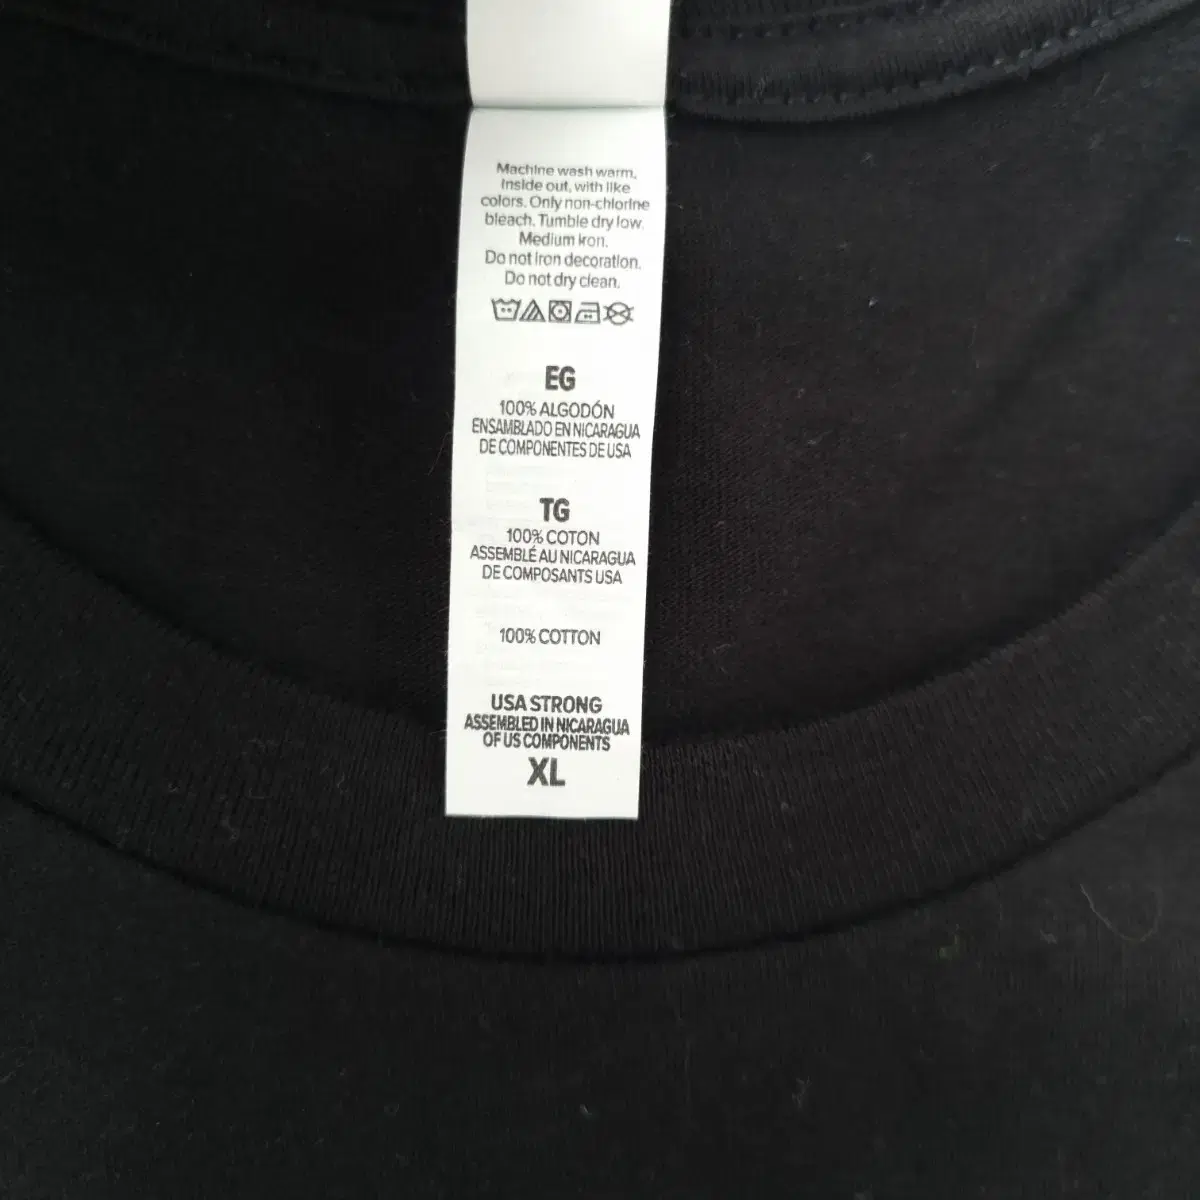 Machine wash warm,
inside out, with like
colors. Only non-chlorine
bleach. Tumble dry low.
Medium iron.
Do not iron decoration.
Do not dry clean.
EG
100% ALGODÓN
ENSAMBLADO EN NICARAGUA
DE COMPONENTES DE USA
TG
100% COTON
ASSEMBLÉ AU NICARAGUA
DE COMPOSANTS USA
100% COTTON
USA STRONG
ASSEMBLED IN NICARAGUA
OF US COMPONENTS
XL